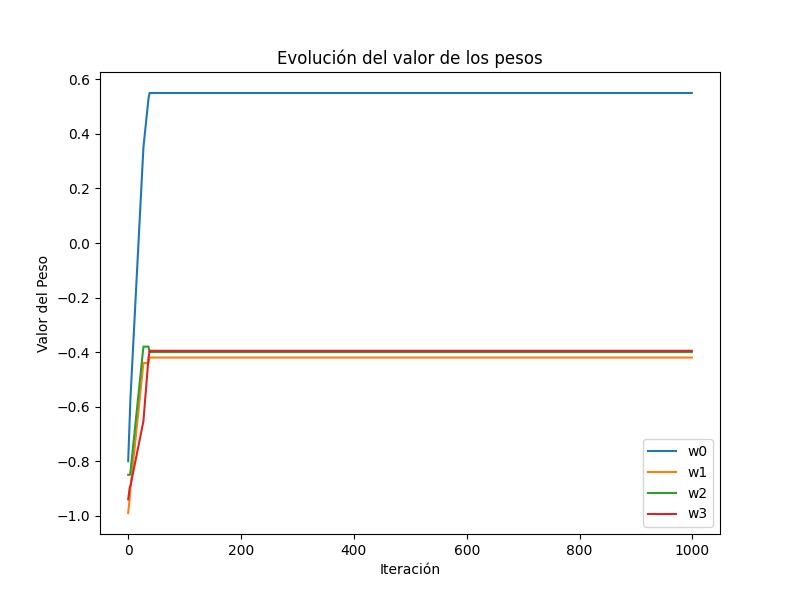 Evolución del valor de los pesos
Valor del Peso
0.6
0.4
0.2
0.0
−0.2
−0.4
−0.6
−0.8
−1.0
w0
w1
w2
w3
0 200 400 600 800 1000
Iteración